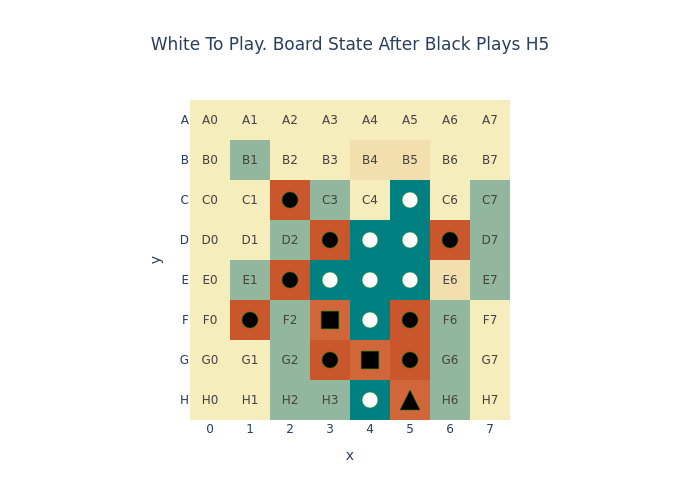 White To Play. Board State After Black Plays H5
A A0 A1 A2 A3 A4 A5 A6 A7
B B0 B1 B2 B3 B4 B5 B6 B7
C C0 C1 C3 C4 C6 C7
D D0 D1 D2 D7
E E0 E1 E6 E7
F F0 F2 F6 F7
G G0 G1 G2 G6 G7
H H0 H1 H2 H3 H6 H7
0 1 2 3 4 5 6 7
x
y